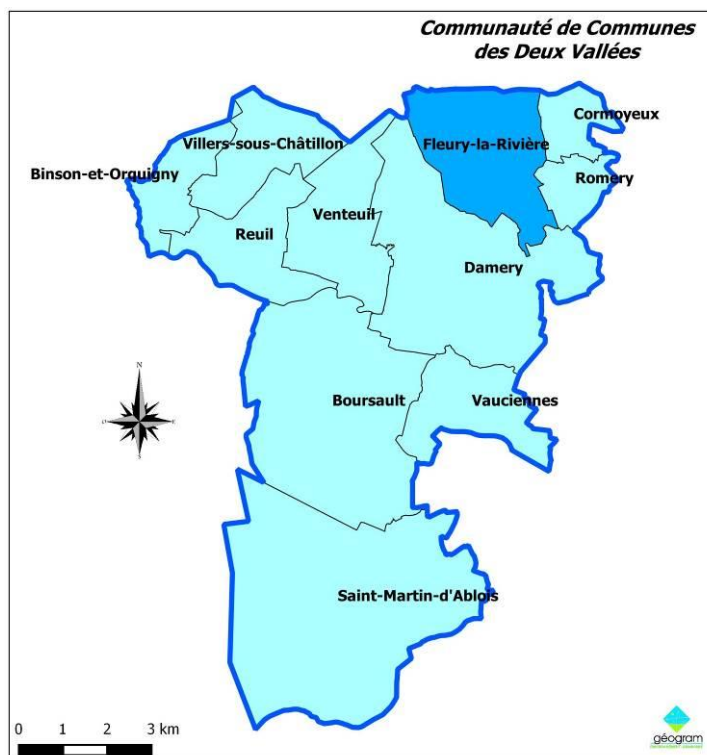 Communauté de Communes
des Deux Vallées
Cormoyeux
Villers-sous-Châtillon
Fleury-la-Rivière
Binson-et-Orquigny
Romery
Venteuil
Reuil
Damery
N
Boursault
Vauciennes
O
E
S
Saint-Martin-d'Ablois
0 1 2 3 km
géogram